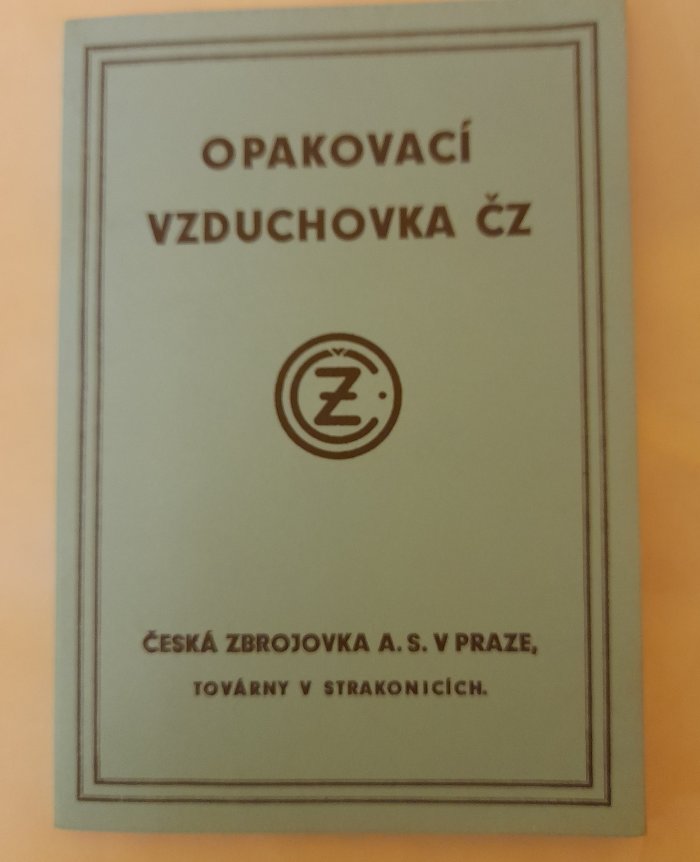 OPAKOVACÍ
VZDUCHOVKA ČZ
ČZ
ČESKÁ ZBROJOVKA A. S. V PRAZE,
TOVÁRNY V STRAKONICÍCH.